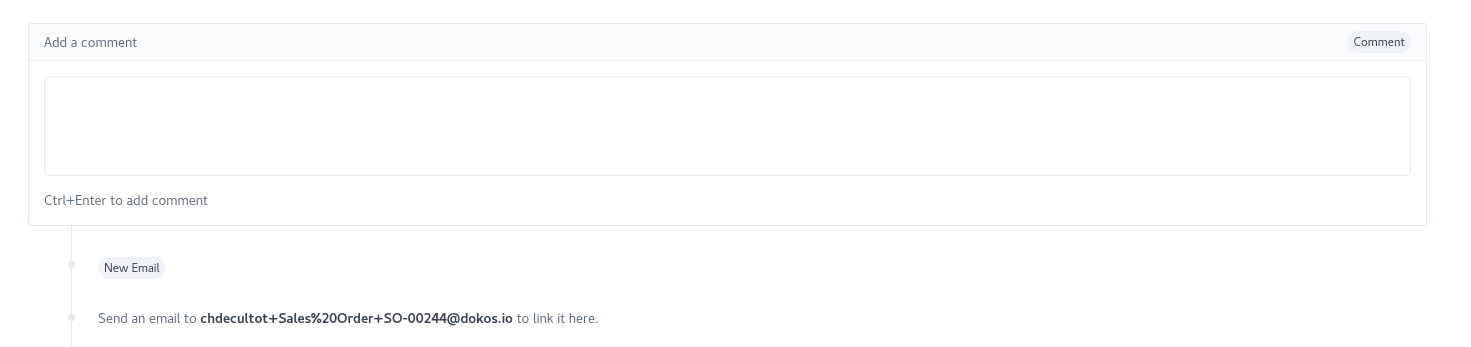 Add a comment
Comment
Ctrl+Enter to add comment
New Email
Send an email to chdecultot+Sales%20Order+SO-00244@dokos.io to link it here.